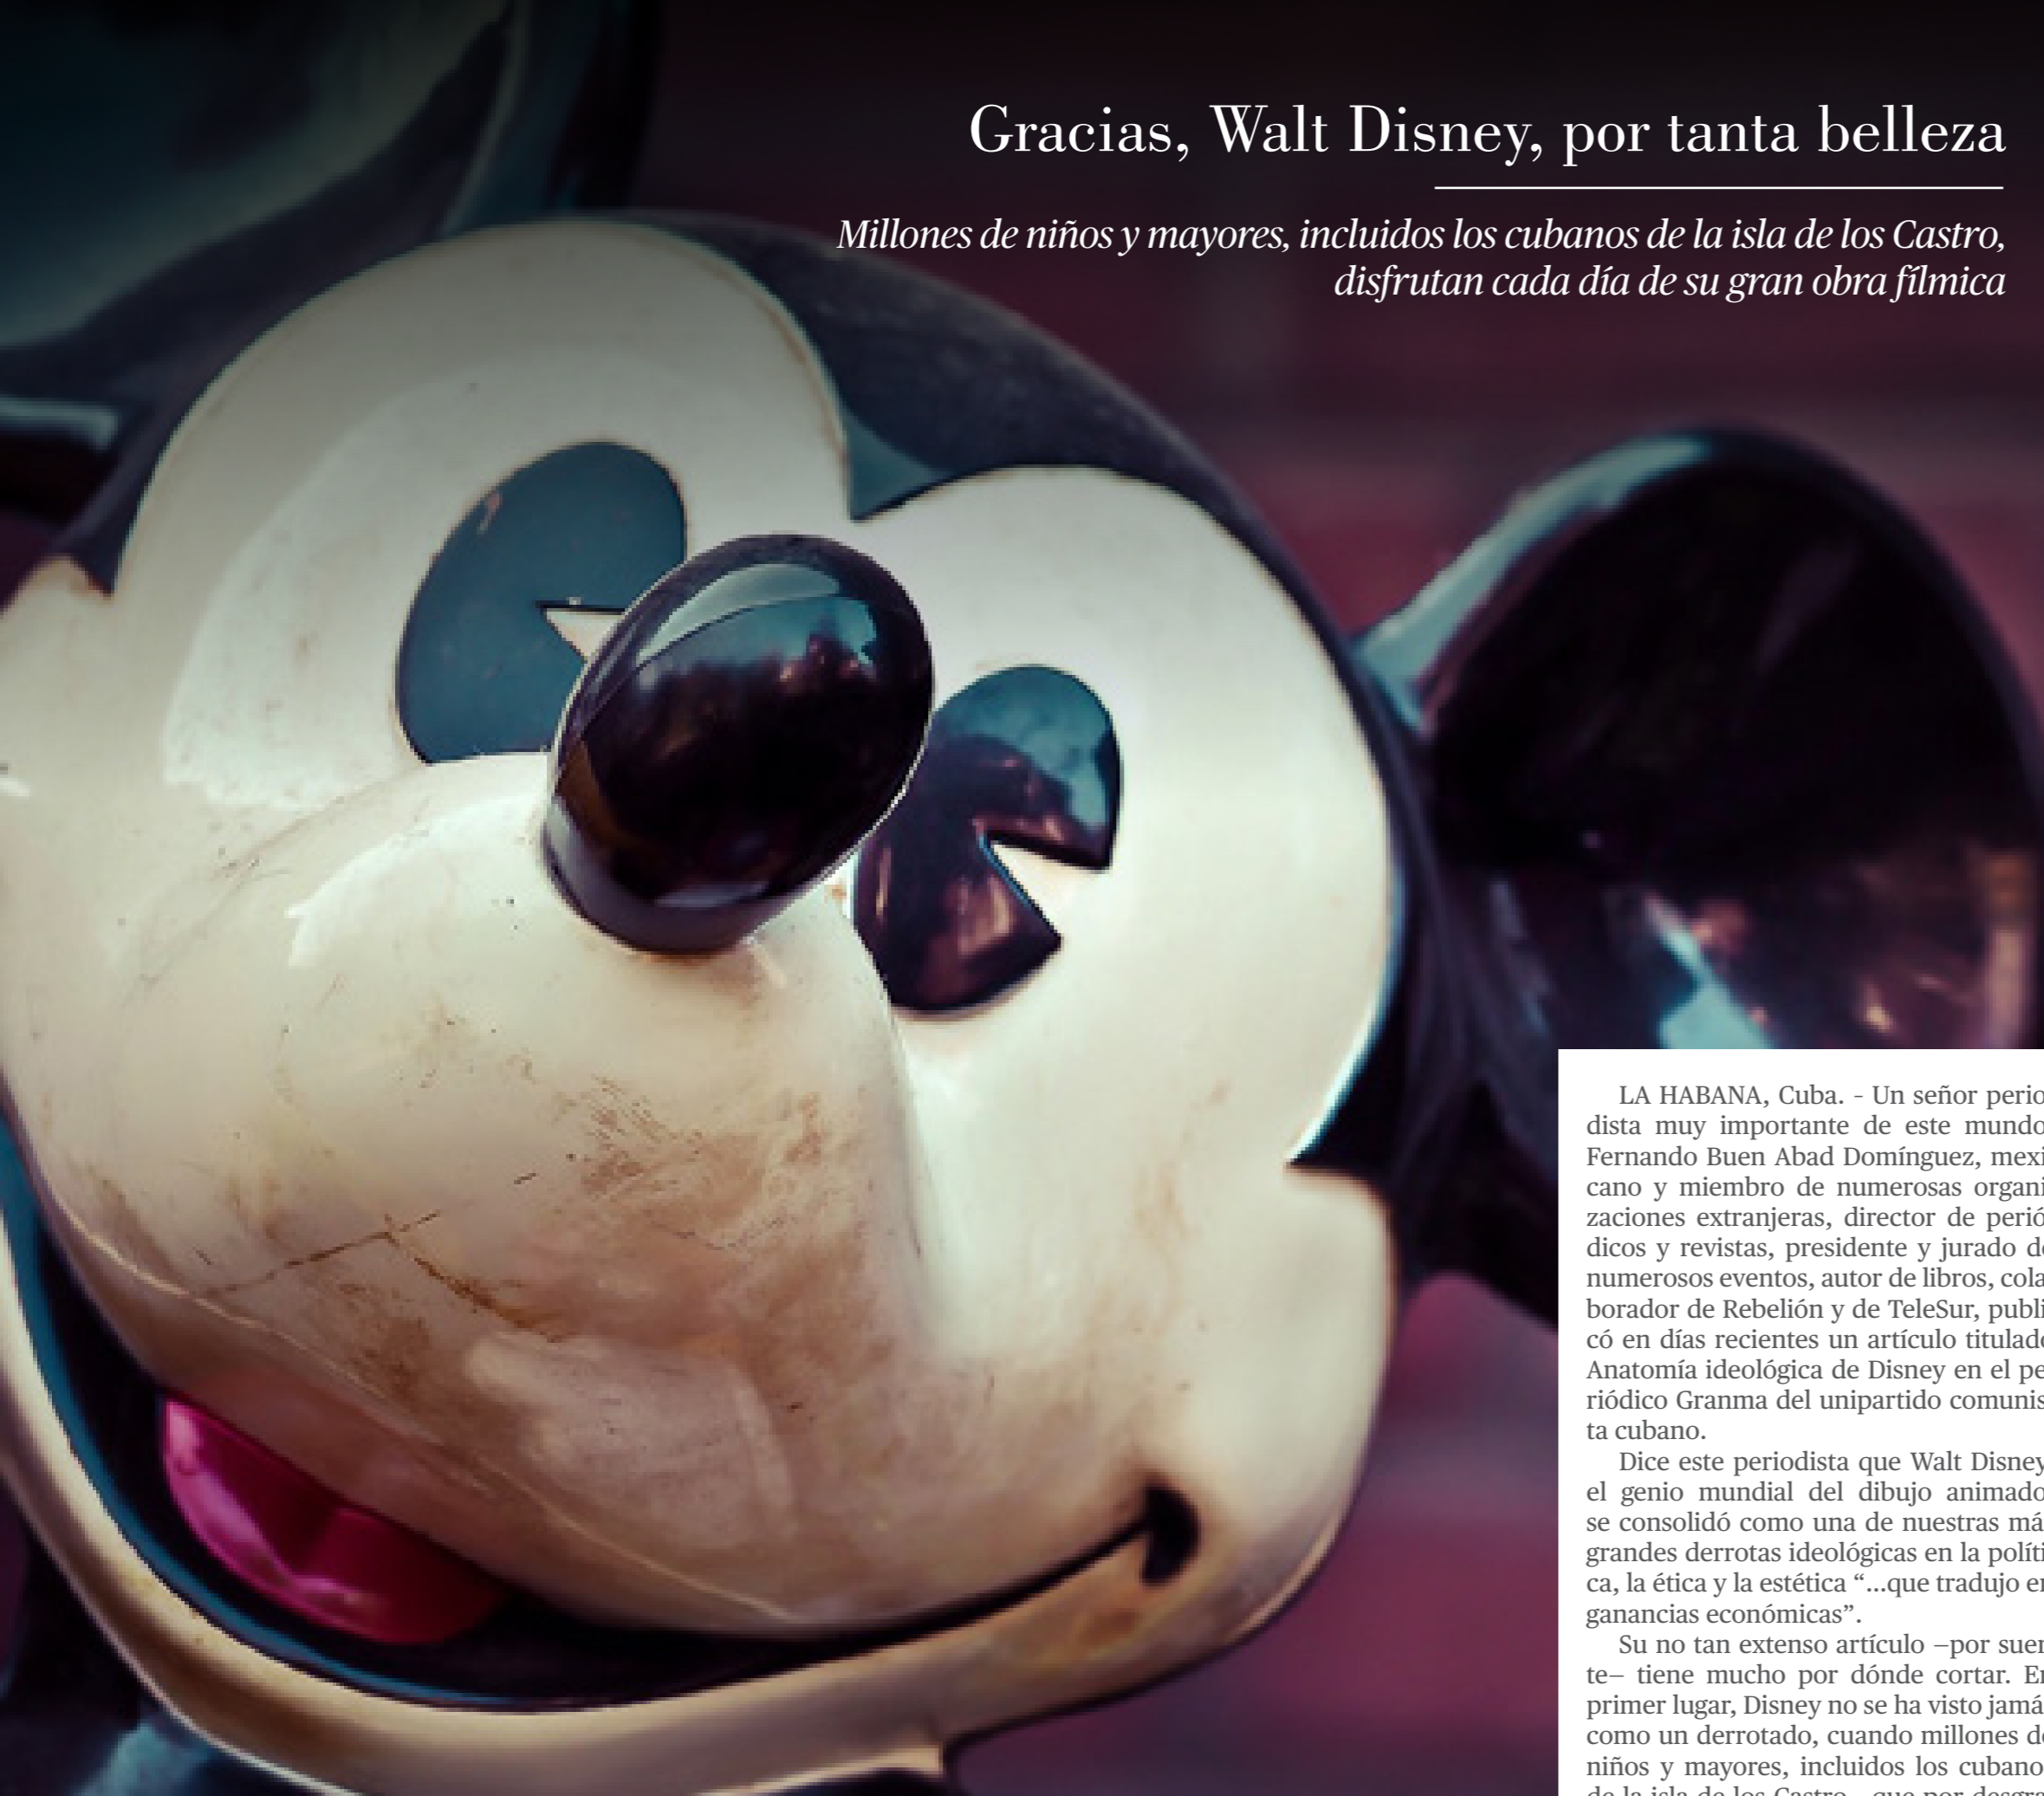 Gracias, Walt Disney, por tanta belleza
Millones de niños y mayores, incluidos los cubanos de la isla de los Castro,
disfrutan cada día de su gran obra fílmica
LA HABANA, Cuba. - Un señor perio
dista muy importante de este mundo
Fernando Buen Abad Domínguez, mexi
cano y miembro de numerosas organi
zaciones extranjeras, director de perió
dicos y revistas, presidente y jurado de
numerosos eventos, autor de libros, cola
borador de Rebelión y de TeleSur, publi
có en días recientes un artículo titulado
Anatomía ideológica de Disney en el pe
riódico Granma del unipartido comunis
ta cubano.
Dice este periodista que Walt Disney
el genio mundial del dibujo animado
se consolidó como una de nuestras má
grandes derrotas ideológicas en la políti
ca, la ética y la estética “...que tradujo en
ganancias económicas”.
Su no tan extenso artículo –por suer
te– tiene mucho por dónde cortar. En
primer lugar, Disney no se ha visto jamá
como un derrotado, cuando millones de
niños y mayores, incluidos los cubano
de la isla de los Castro